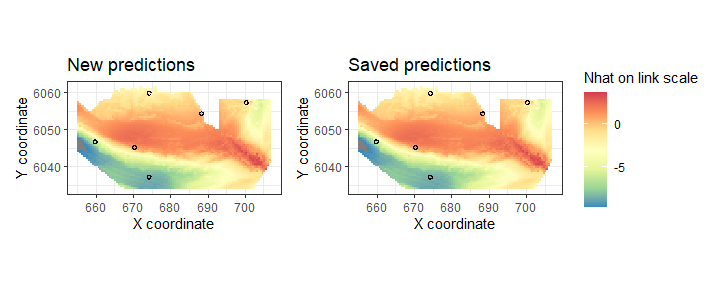 New predictions
Y coordinate
6060
6050
6040
660 670 680 690 700
X coordinate
Saved predictions
Y coordinate
6060
6050
6040
660 670 680 690 700
X coordinate
Nhat on link scale
0
-5